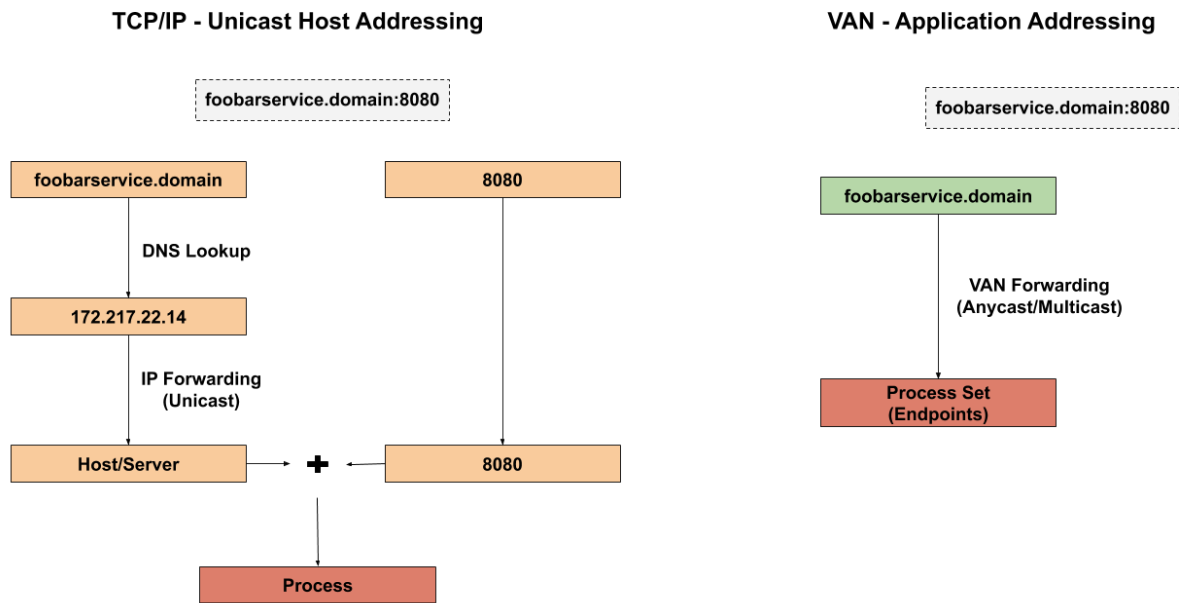 TCP/IP - Unicast Host Addressing
foobarservice.domain:8080
foobarservice.domain
8080
DNS Lookup
172.217.22.14
IP Forwarding
(Unicast)
Host/Server
8080
Process
VAN - Application Addressing
foobarservice.domain:8080
foobarservice.domain
VAN Forwarding
(Anycast/Multicast)
Process Set
(Endpoints)